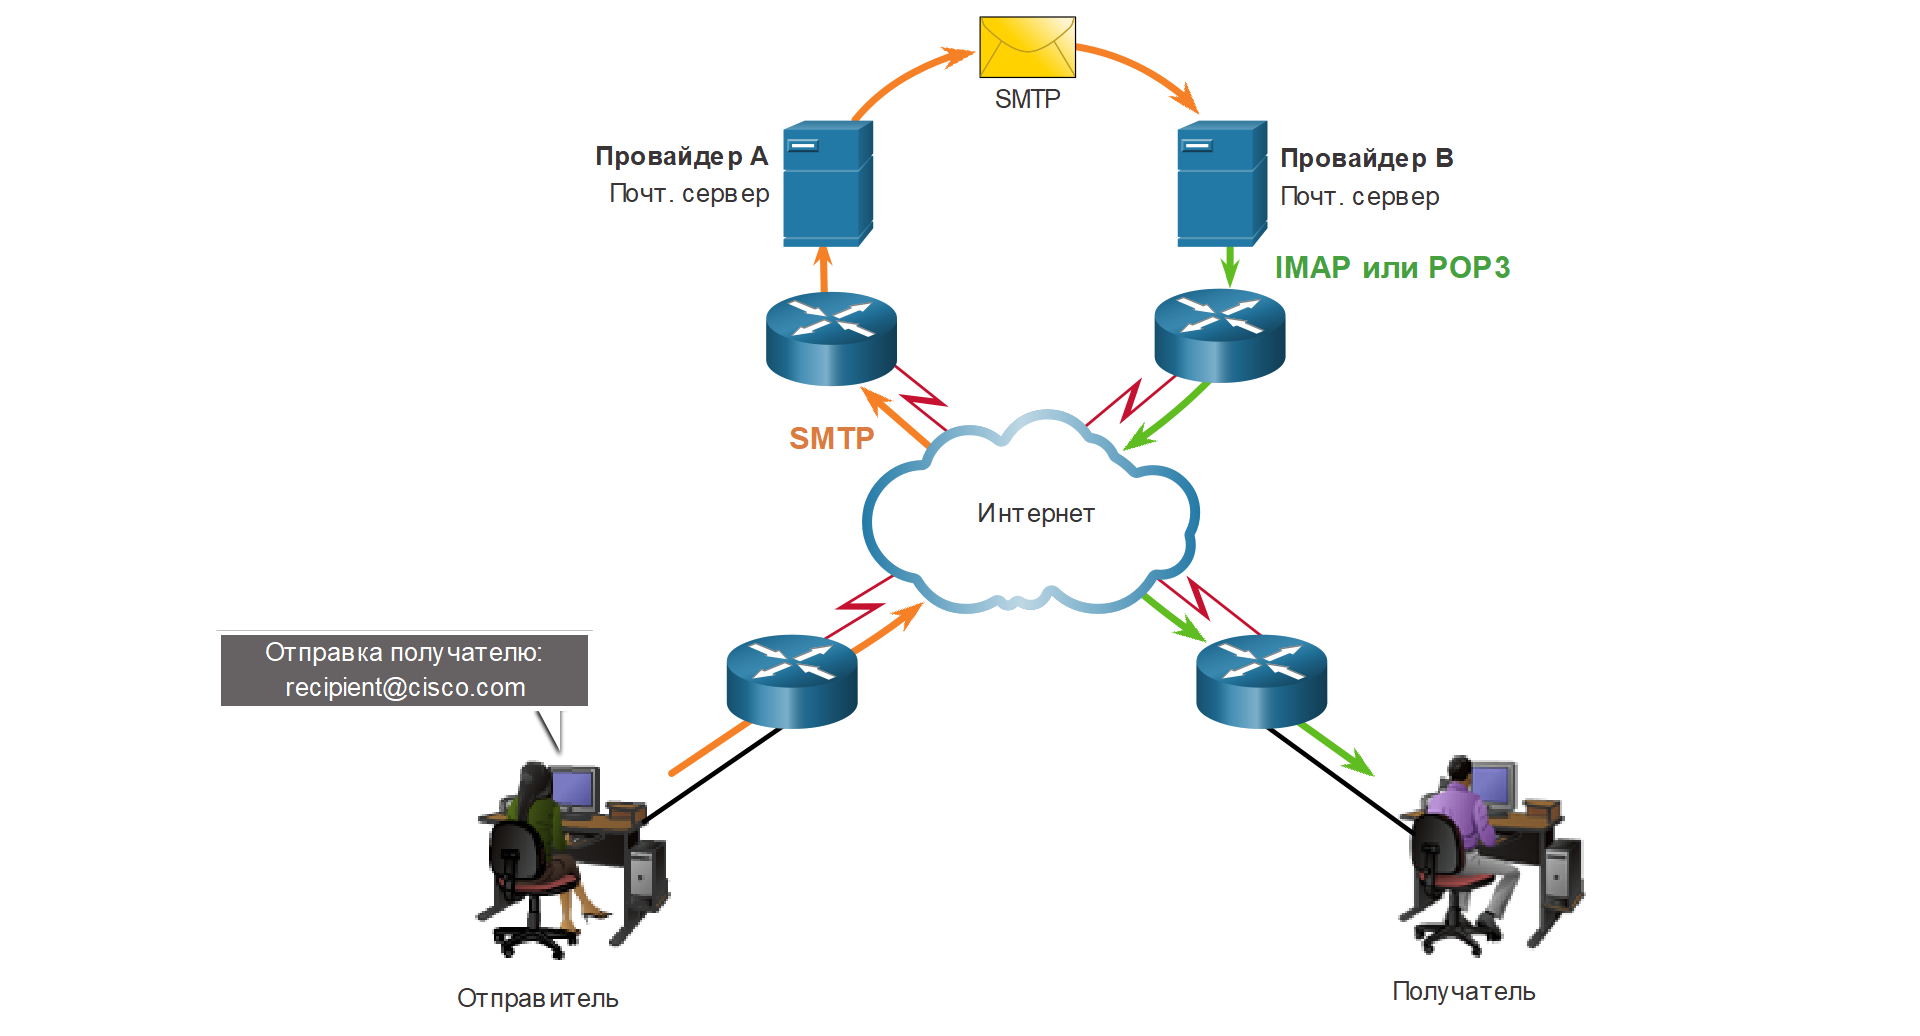 SMTP
Провайдер A
Почт. сервер
Провайдер B
Почт. сервер
IMAP или POP3
SMTP
Интернет
Отправка получателю:
recipient@cisco.com
Отправитель
Получатель